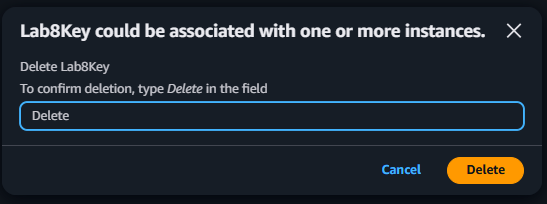 Lab8Key could be associated with one or more instances.
Delete Lab8Key
To confirm deletion, type Delete in the field
Delete
Cancel Delete